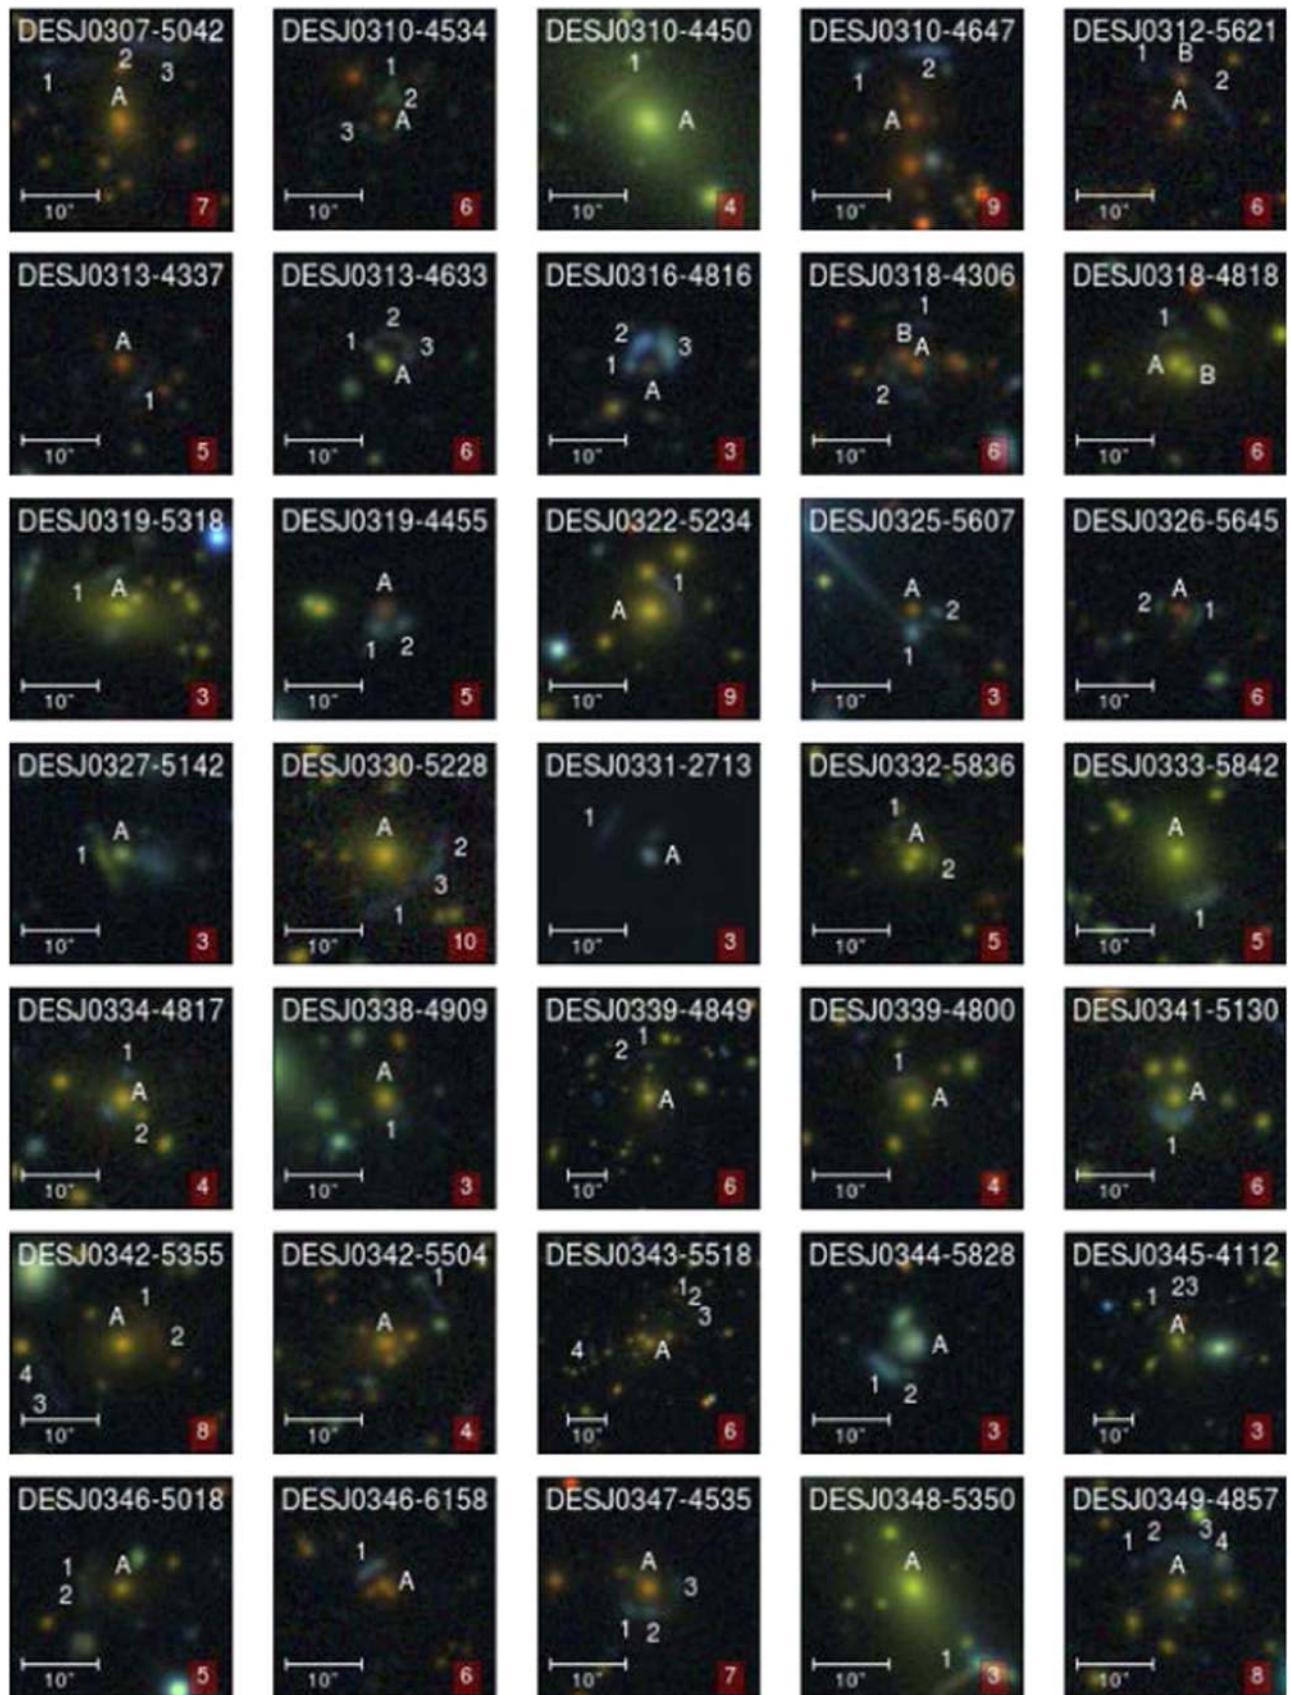 DESJ0307-5042
2
1
3
A
10"
7
DESJ0310-4534
1
2
A
3
10"
6
DESJ0310-4450
1
A
10"
4
DESJ0310-4647
1
2
A
10"
9
DESJ0312-5621
1
B
2
A
10"
6
DESJ0313-4337
A
1
10"
5
DESJ0313-4633
2
1
3
A
10"
6
DESJ0316-4816
2
3
1
A
10"
3
DESJ0318-4306
1
B
A
2
10"
6
DESJ0318-4818
1
A
B
10"
6
DESJ0319-5318
1
A
10"
3
DESJ0319-4455
A
1
2
10"
5
DESJ0322-5234
1
A
10"
9
DESJ0325-5607
A
2
1
10"
3
DESJ0326-5645
A
2
1
10"
6
DESJ0327-5142
A
1
10"
3
DESJ0330-5228
A
2
3
1
10"
10
DESJ0331-2713
1
A
10"
3
DESJ0332-5836
1
A
2
10"
5
DESJ0333-5842
A
1
10"
5
DESJ0334-4817
1
A
2
10"
4
DESJ0338-4909
A
1
10"
3
DESJ0339-4849
1
2
A
10"
6
DESJ0339-4800
1
A
10"
4
DESJ0341-5130
A
1
10"
6
DESJ0342-5355
1
A
2
4
3
10"
8
DESJ0342-5504
1
A
10"
4
DESJ0343-5518
1
2
3
4
A
10"
6
DESJ0344-5828
A
1
2
10"
3
DESJ0345-4112
1
23
A
10"
3
DESJ0346-5018
1
A
2
10"
5
DESJ0346-6158
1
A
10"
6
DESJ0347-4535
A
3
1
2
10"
7
DESJ0348-5350
A
1
10"
3
DESJ0349-4857
1
2
3
4
A
10"
8